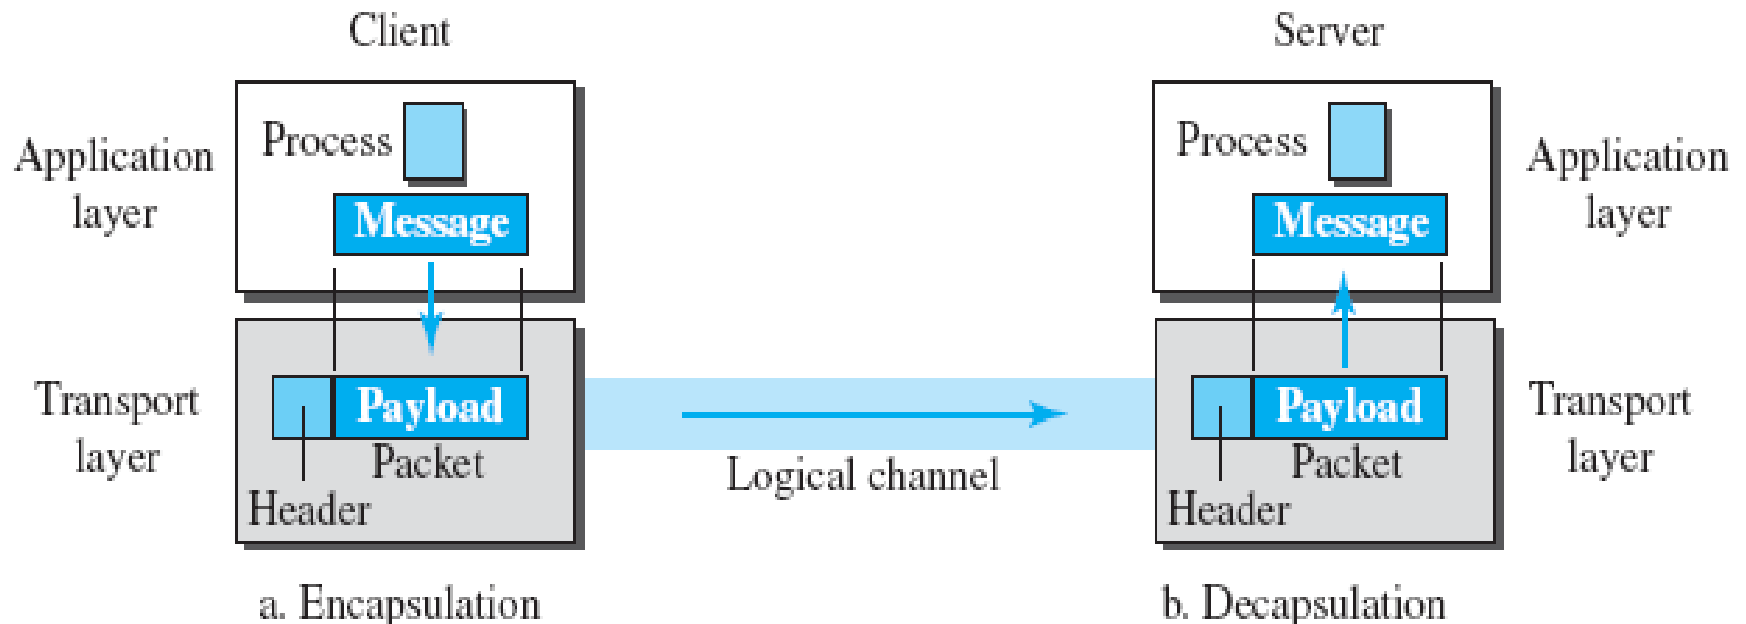 Client
Server
Application
layer
Process
Message
Process
Message
Application
layer
Transport
layer
Payload
Packet
Header
Logical channel
Payload
Packet
Header
Transport
layer
a. Encapsulation
b. Decapsulation